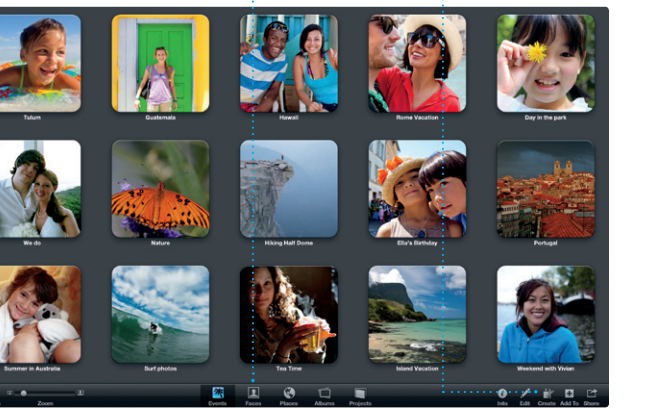 Tulum Guatemala Hawaii Rome Vacation Day in the park
We do Nature Hiking Half Dome Ella's Birthday Portugal
Summer in Australia Surf photos Tea Time Island Vacation Weekend with Vivian
Zoom Events Faces Places Albums Projects Info Edit Create Add To Share